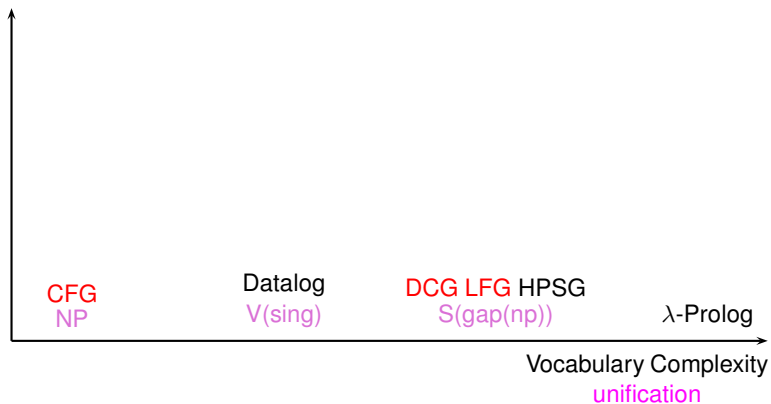 CFG
NP
Datalog
V(sing)
DCG LFG HPSG
S(gap(np))
λ-Prolog
Vocabulary Complexity
unification